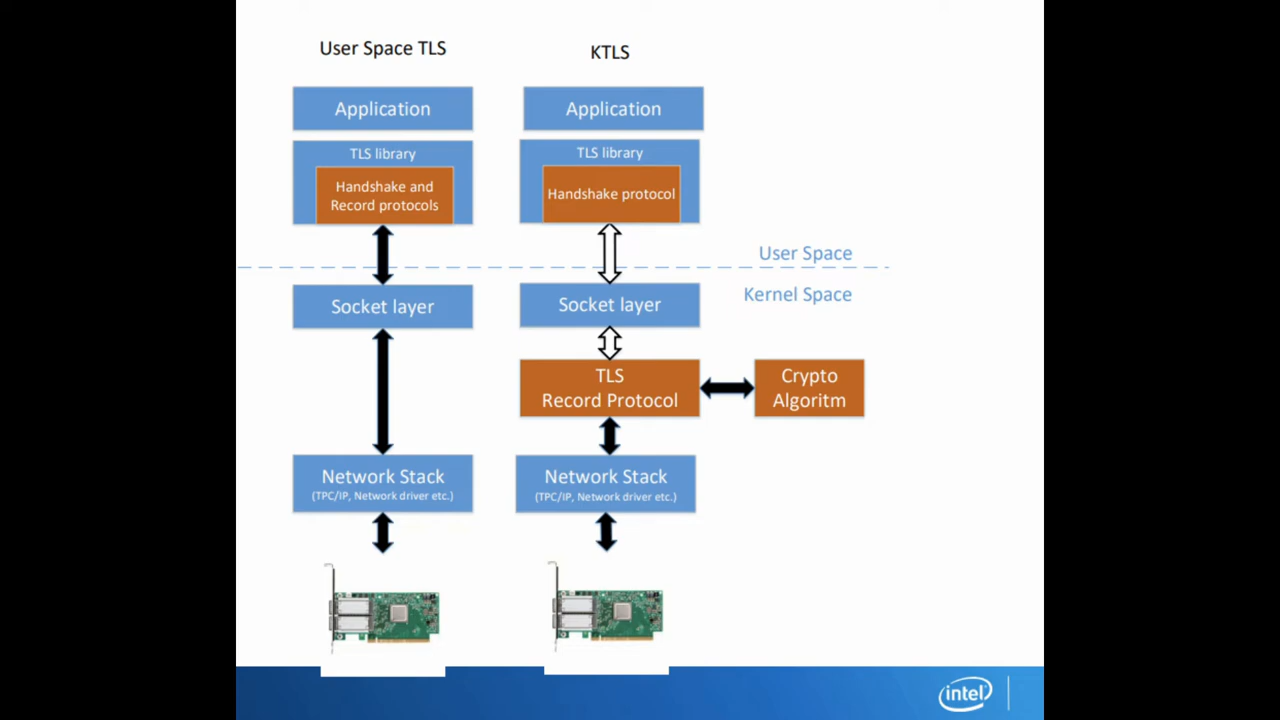 User Space TLS
KTLS
Application
Application
TLS library
Handshake and
Record protocols
TLS library
Handshake protocol
User Space
Kernel Space
Socket layer
Socket layer
TLS
Record Protocol
Crypto
Algoritm
Network Stack
(TPC/IP, Network driver etc.)
Network Stack
(TPC/IP, Network driver etc.)
intel